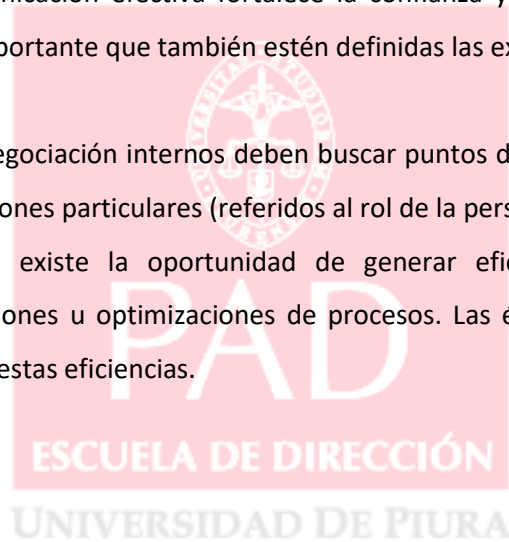 nicación efectiva fortalece la confianza y
portante que también estén definidas las ex
egociación internos deben buscar puntos d
ones particulares (referidos al rol de la pers
existe la oportunidad de generar efic
iones u optimizaciones de procesos. Las é
estas eficiencias.
PAD
ESCUELA DE DIRECCIÓN
UNIVERSIDAD DE PIURA